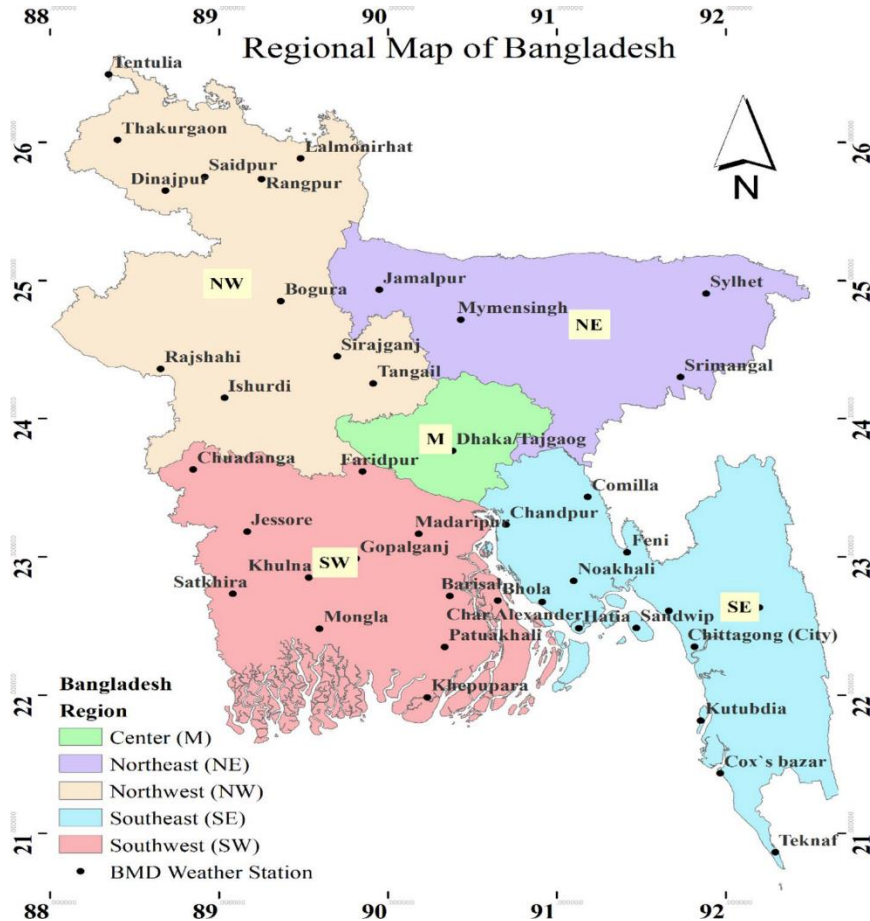 88 89 90 91 92
Regional Map of Bangladesh
Tentulia
Thakurgaon
Lalmonirhat
Saidpur
Dinajpur
Rangpur
N
26 26
25 25
NW
Jamalpur
Sylhet
Bogura
Mymensingh
NE
Sirajganj
Rajshahi
Tangail
Srimangal
Ishurdi
24 24
M
Dhaka/Tajgaog
Chuadanga
Faridpur
Comilla
Jessore
Madaripur
Chandpur
Gopalganj
Feni
23 23
Khulna
SW
Noakhali
Satkhira
Barisal
Bhola
Char Alexander
Hatia
Sandwip
SE
Mongla
Patuakhali
Chittagong (City)
Khepupara
22 22
Kutubdia
Cox`s bazar
21 21
Teknaf
Bangladesh
Region
Center (M)
Northeast (NE)
Northwest (NW)
Southeast (SE)
Southwest (SW)
BMD Weather Station
88 89 90 91 92